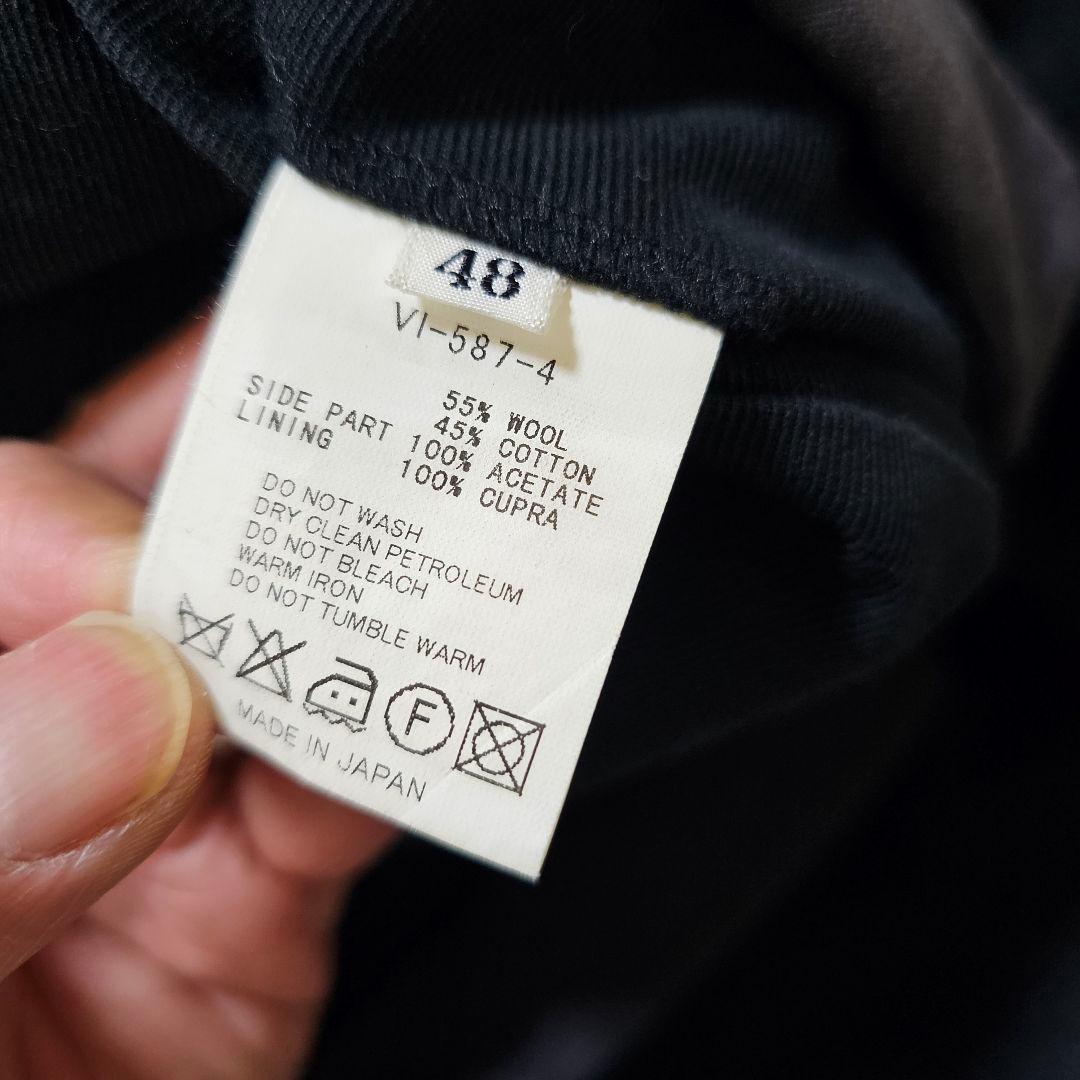 48
VI-587-4
55% WOOL
45% COTTON
SIDE PART 100% ACETATE
LINING 100% CUPRA
DO NOT WASH
DRY CLEAN PETROLEUM
DO NOT BLEACH
WARM IRON
DO NOT TUMBLE WARM
F
MADE IN JAPAN